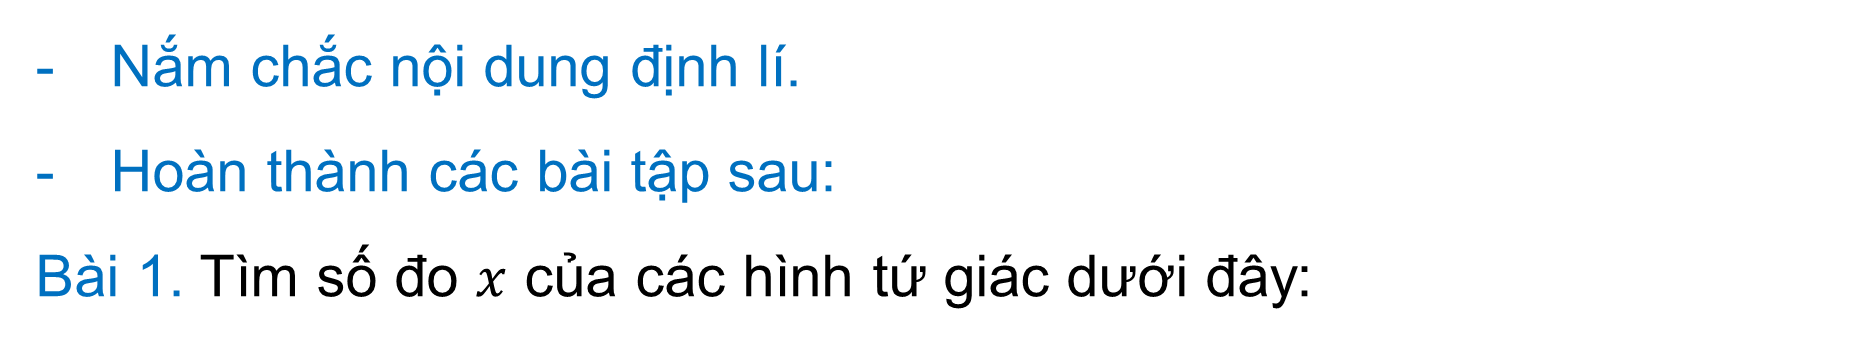 - Nắm chắc nội dung định lí.
- Hoàn thành các bài tập sau:
Bài 1. Tìm số đo x của các hình tứ giác dưới đây: